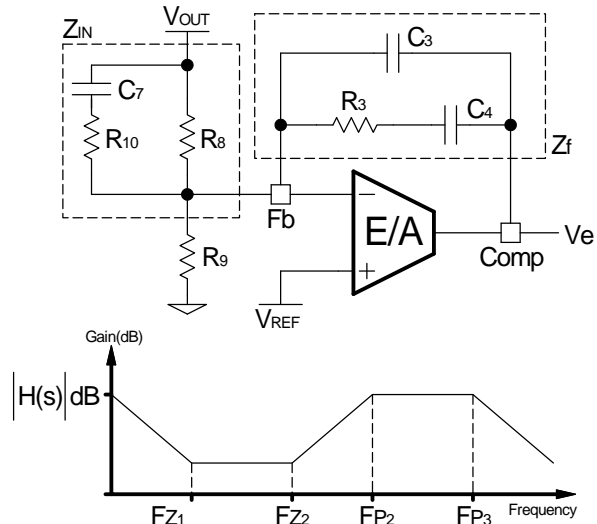 ZIN
VOUT
C3
C7
R3
C4
R10
R8
Zf
Fb
E/A
Ve
R9
Comp
VREF
Gain(dB)
|H(s)|dB
FZ1
FZ2
FP2
FP3
Frequency